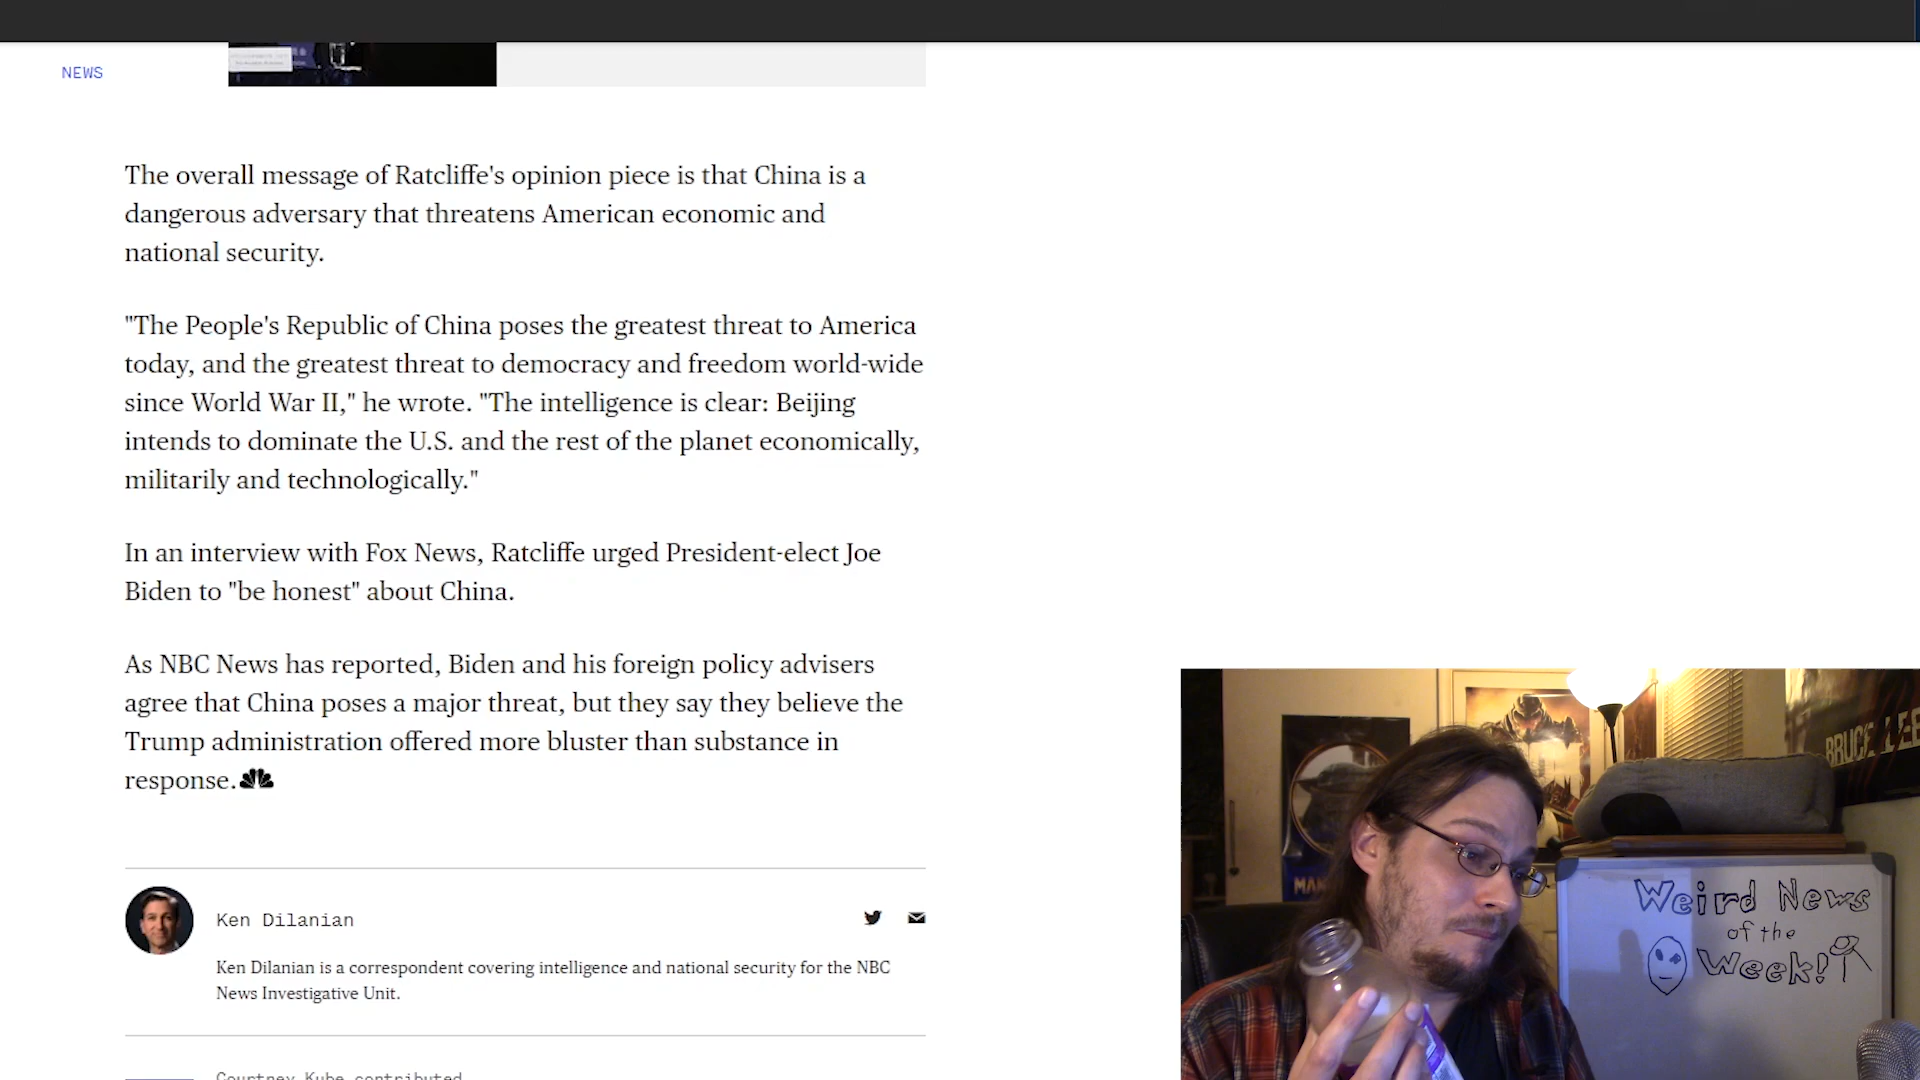 NEWS
The overall message of Ratcliffe's opinion piece is that China is a
dangerous adversary that threatens American economic and
national security.
"The People's Republic of China poses the greatest threat to America
today, and the greatest threat to democracy and freedom world-wide
since World War II," he wrote. "The intelligence is clear: Beijing
intends to dominate the U.S. and the rest of the planet economically,
militarily and technologically."
In an interview with Fox News, Ratcliffe urged President-elect Joe
Biden to "be honest" about China.
As NBC News has reported, Biden and his foreign policy advisers
agree that China poses a major threat, but they say they believe the
Trump administration offered more bluster than substance in
response.
Ken Dilanian
Ken Dilanian is a correspondent covering intelligence and national security for the NBC
News Investigative Unit.
Courtney Kube contributed
BRUCE LEE
MAN
Weird News
of the
Week!